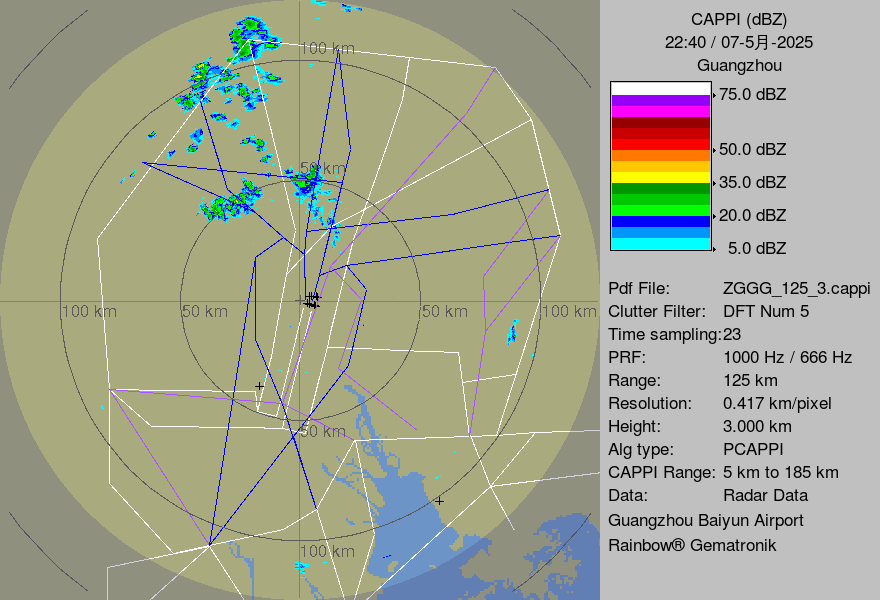 CAPPI (dBZ)
22:40 / 07-5月-2025
Guangzhou
75.0 dBZ
50.0 dBZ
35.0 dBZ
20.0 dBZ
5.0 dBZ
Pdf File: ZGGG_125_3.cappi
Clutter Filter: DFT Num 5
Time sampling:23
PRF: 1000 Hz / 666 Hz
Range: 125 km
Resolution: 0.417 km/pixel
Height: 3.000 km
Alg type: PCAPPI
CAPPI Range: 5 km to 185 km
Data: Radar Data
Guangzhou Baiyun Airport
Rainbow® Gematronik
100 km
50 km
100 km 50 km 50 km 100 km
50 km
100 km